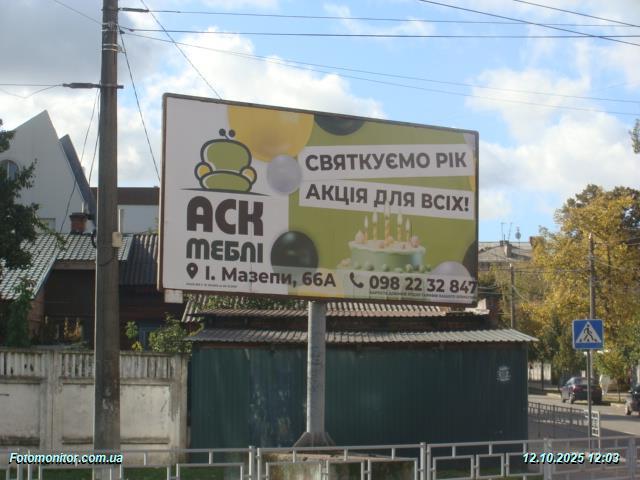 СВЯТКУЄМО РІК
АКЦІЯ ДЛЯ ВСІХ!
АСК
МЕБЛІ
І. Мазепи, 66А
098 22 32 847
Fotomonitor.com.ua
12.10.2025 12:03